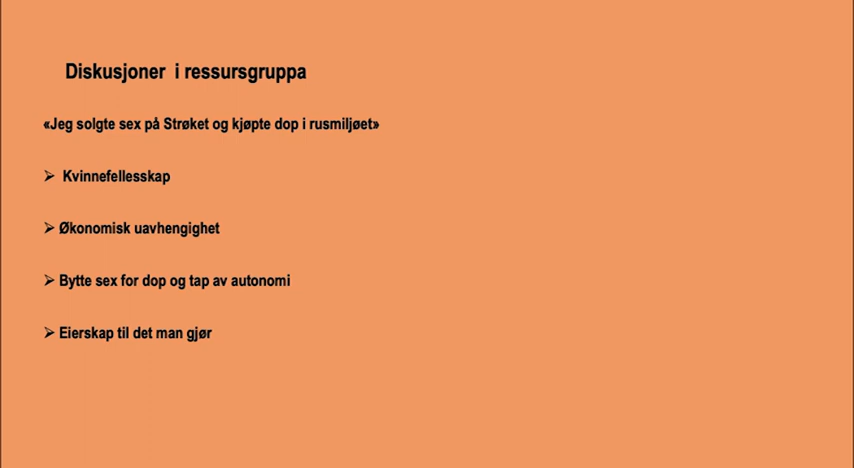 Diskusjoner  i ressursgruppa
«Jeg solgte sex på Strøket og kjøpte dop i rusmiljøet»
➢ Kvinnefellesskap
➢ Økonomisk uavhengighet
➢ Bytte sex for dop og tap av autonomi
➢ Eierskap til det man gjør